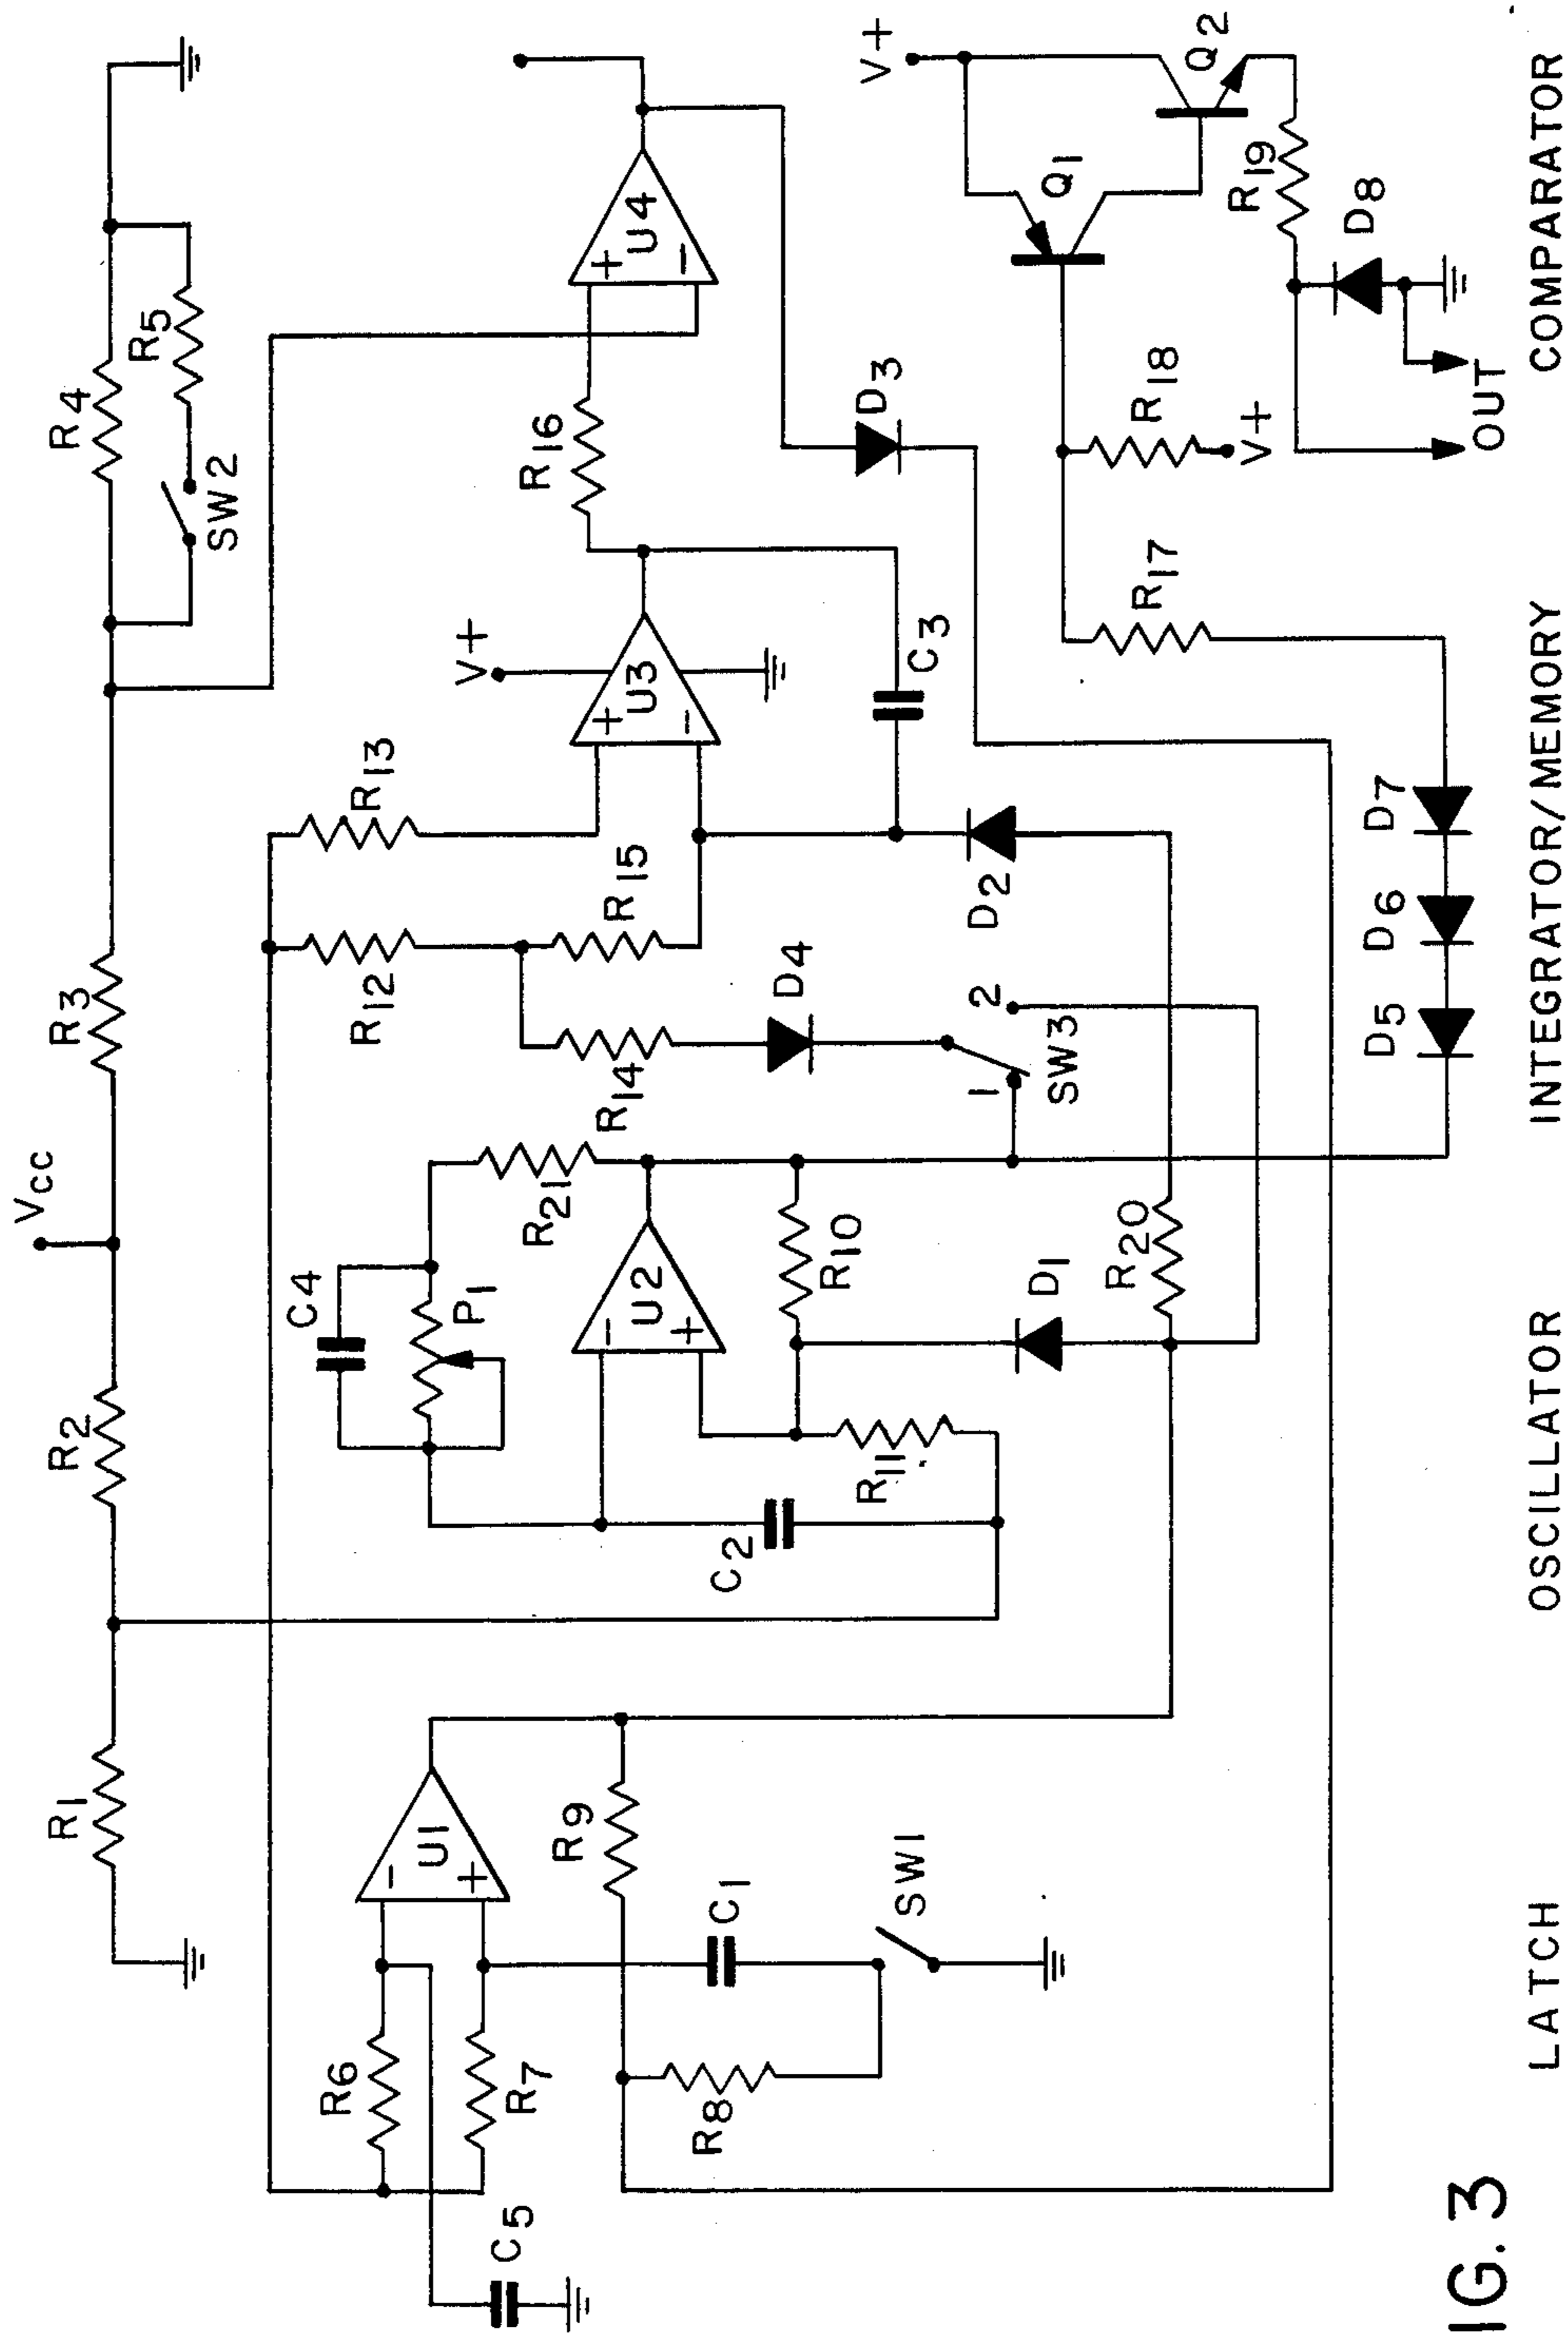 Vcc
R1
R2
R3
R4
R5
SW2
C4
P1
R21
R12
R13
V+
U1
−
+
R6
R7
C5
R9
R8
C1
SW1
U2
−
+
R10
R11
C2
D1
R20
R14
D4
R15
1
2
SW3
D2
U3
+
−
C3
R16
U4
+
−
D3
D5
D6
D7
R17
R18
V+
Q1
Q2
V+
R19
D8
OUT
LATCH
OSCILLATOR
INTEGRATOR/MEMORY
COMPARATOR
IG. 3